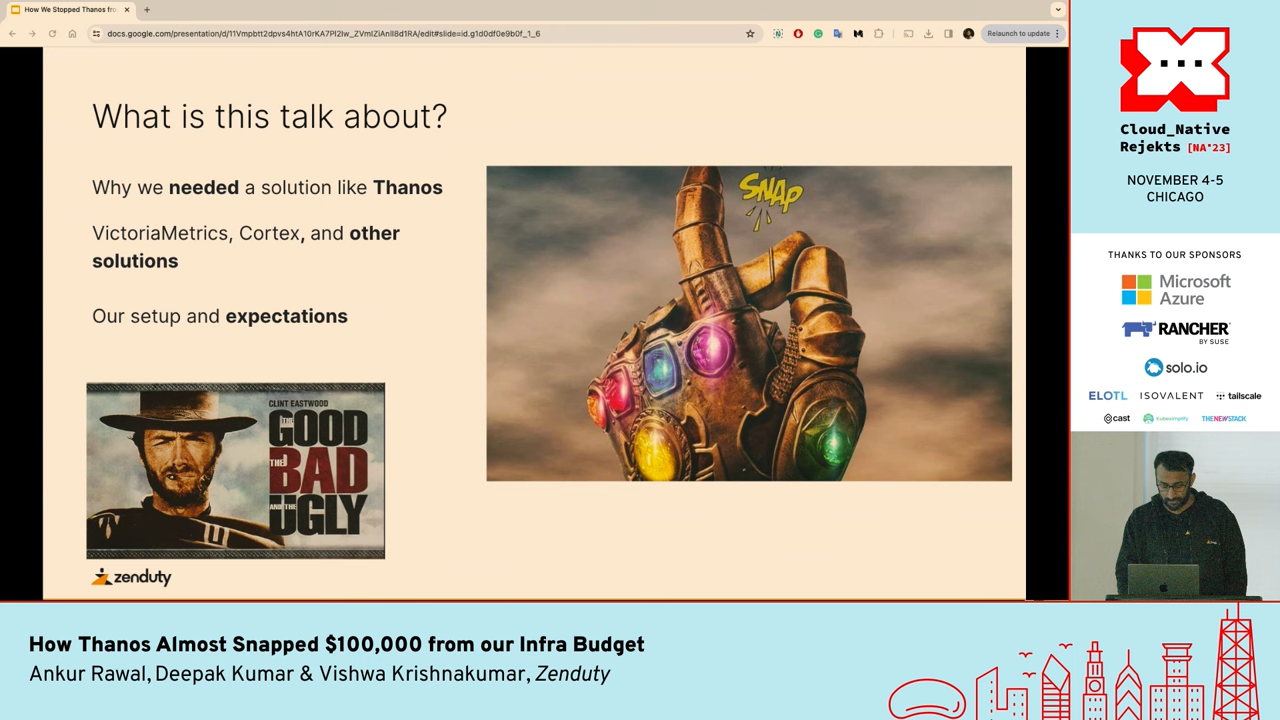 How We Stopped Thanos fro
docs.google.com/presentation/d/11Vmpbtt2dpvs4htA10rKA7Pl2Iw_ZVmIZiAnII8d1RA/edit#slide=id.g1d0df0e9b0f_1_6
Relaunch to update
What is this talk about?
Why we needed a solution like Thanos
VictoriaMetrics, Cortex, and other
solutions
Our setup and expectations
SNAP
CLINT EASTWOOD
THE GOOD
THE BAD
AND THE UGLY
zenduty
Cloud_Native
Rejekts [NA'23]
NOVEMBER 4-5
CHICAGO
THANKS TO OUR SPONSORS
Microsoft
Azure
RANCHER
BY SUSE
solo.io
ELOTL ISOVALENT tailscale
cast Kubesimplify THENEWSTACK
How Thanos Almost Snapped $100,000 from our Infra Budget
Ankur Rawal, Deepak Kumar & Vishwa Krishnakumar, Zenduty